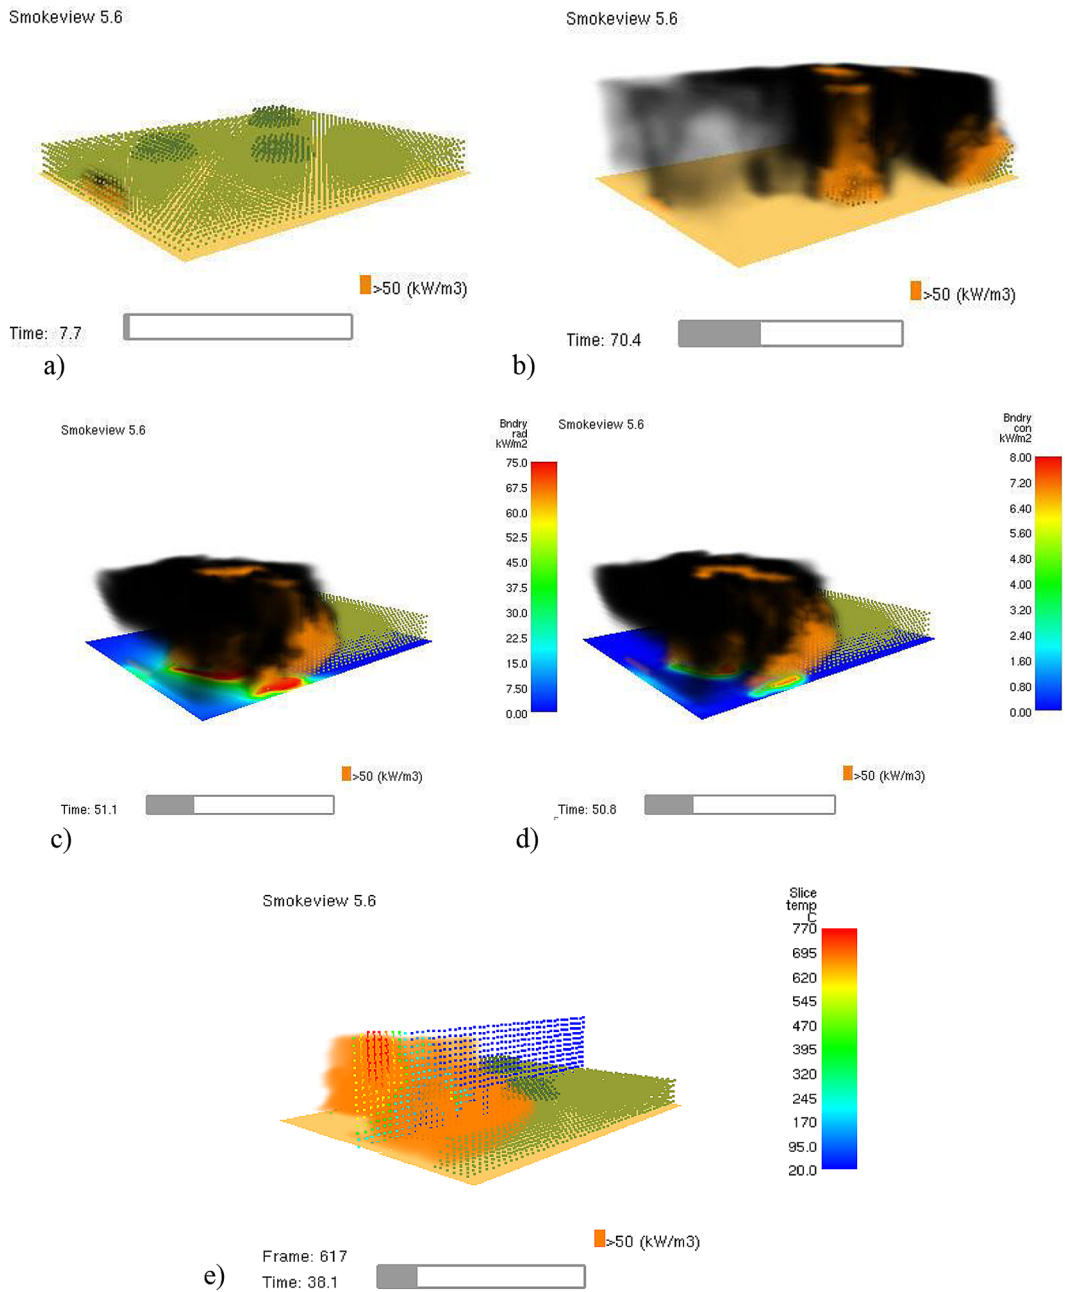 Smokeview 5.6
>50 (kW/m3)
Time: 7.7
a)
Smokeview 5.6
>50 (kW/m3)
Time: 70.4
b)
Smokeview 5.6
Bndry
rad
kW/m2
75.0
67.5
60.0
52.5
45.0
37.5
30.0
22.5
15.0
7.50
0.00
>50 (kW/m3)
Time: 51.1
c)
Smokeview 5.6
Bndry
con
kW/m2
8.00
7.20
6.40
5.60
4.80
4.00
3.20
2.40
1.60
0.80
0.00
>50 (kW/m3)
Time: 50.8
d)
Smokeview 5.6
Slice
temp
C
770
695
620
545
470
395
320
245
170
95.0
20.0
>50 (kW/m3)
Frame: 617
Time: 38.1
e)